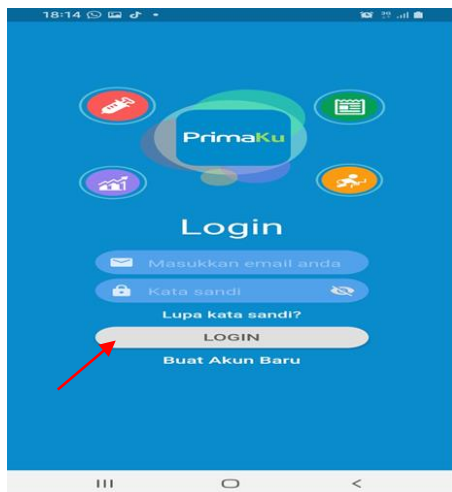 18:14
PrimaKu
Login
Masukkan email anda
Kata sandi
Lupa kata sandi?
LOGIN
Buat Akun Baru